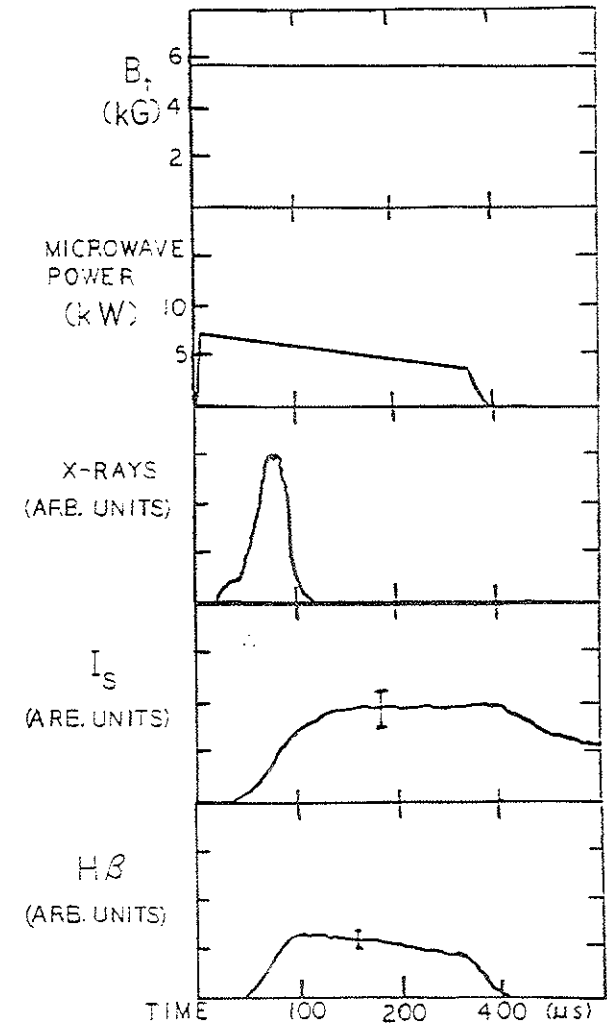 B↑
(kG)
6
4
2
MICROWAVE
POWER
(kW)
10
5
X-RAYS
(ARB. UNITS)
I_S
(ARB. UNITS)
Hβ
(ARB. UNITS)
TIME 100 200 400 (μs)